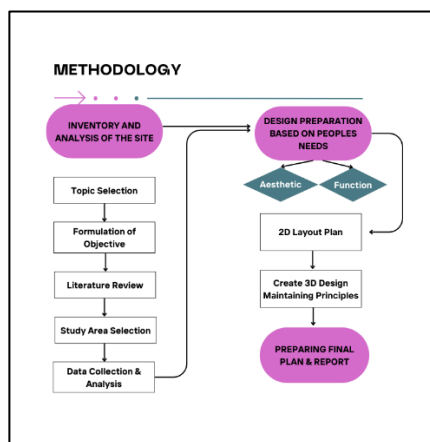 METHODOLOGY
INVENTORY AND
ANALYSIS OF THE SITE
Topic Selection
Formulation of
Objective
Literature Review
Study Area Selection
Data Collection &
Analysis
DESIGN PREPARATION
BASED ON PEOPLES
NEEDS
Aesthetic
Function
2D Layout Plan
Create 3D Design
Maintaining Principles
PREPARING FINAL
PLAN & REPORT